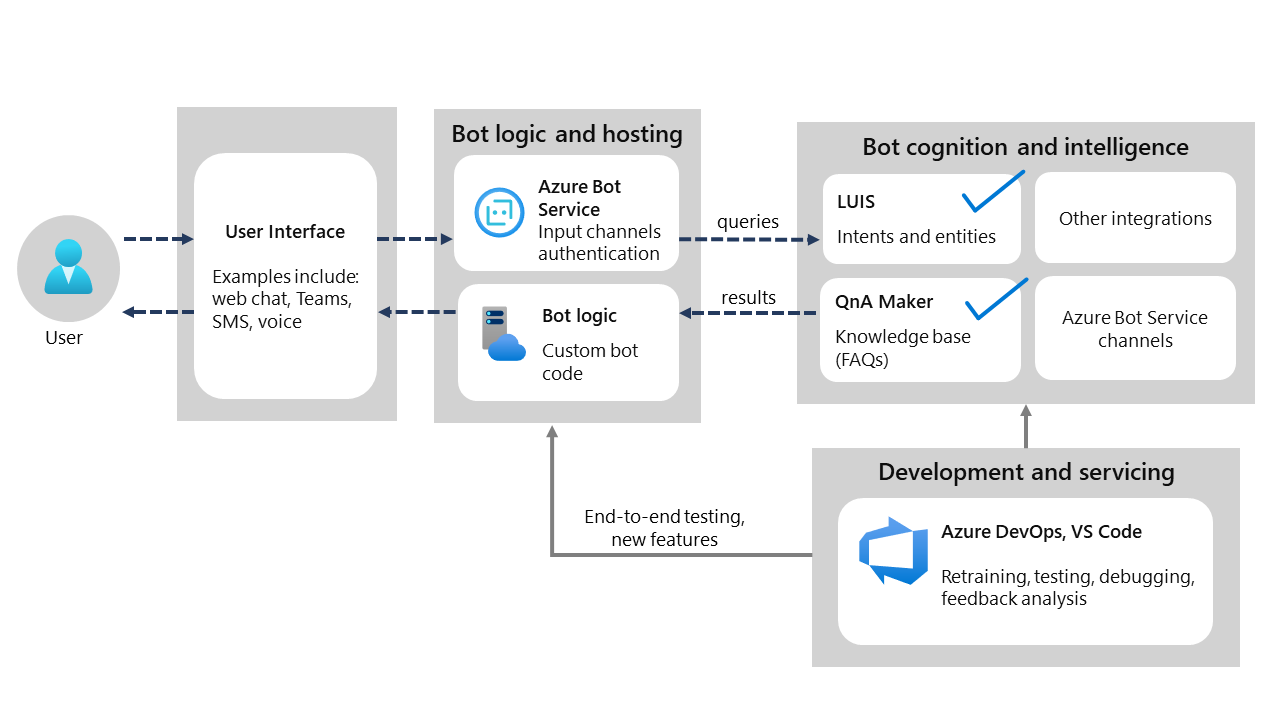 User
User Interface
Examples include:
web chat, Teams,
SMS, voice
Bot logic and hosting
Azure Bot
Service
Input channels
authentication
Bot logic
Custom bot
code
queries
results
Bot cognition and intelligence
LUIS
Intents and entities
Other integrations
QnA Maker
Knowledge base
(FAQs)
Azure Bot Service
channels
End-to-end testing,
new features
Development and servicing
Azure DevOps, VS Code
Retraining, testing, debugging,
feedback analysis